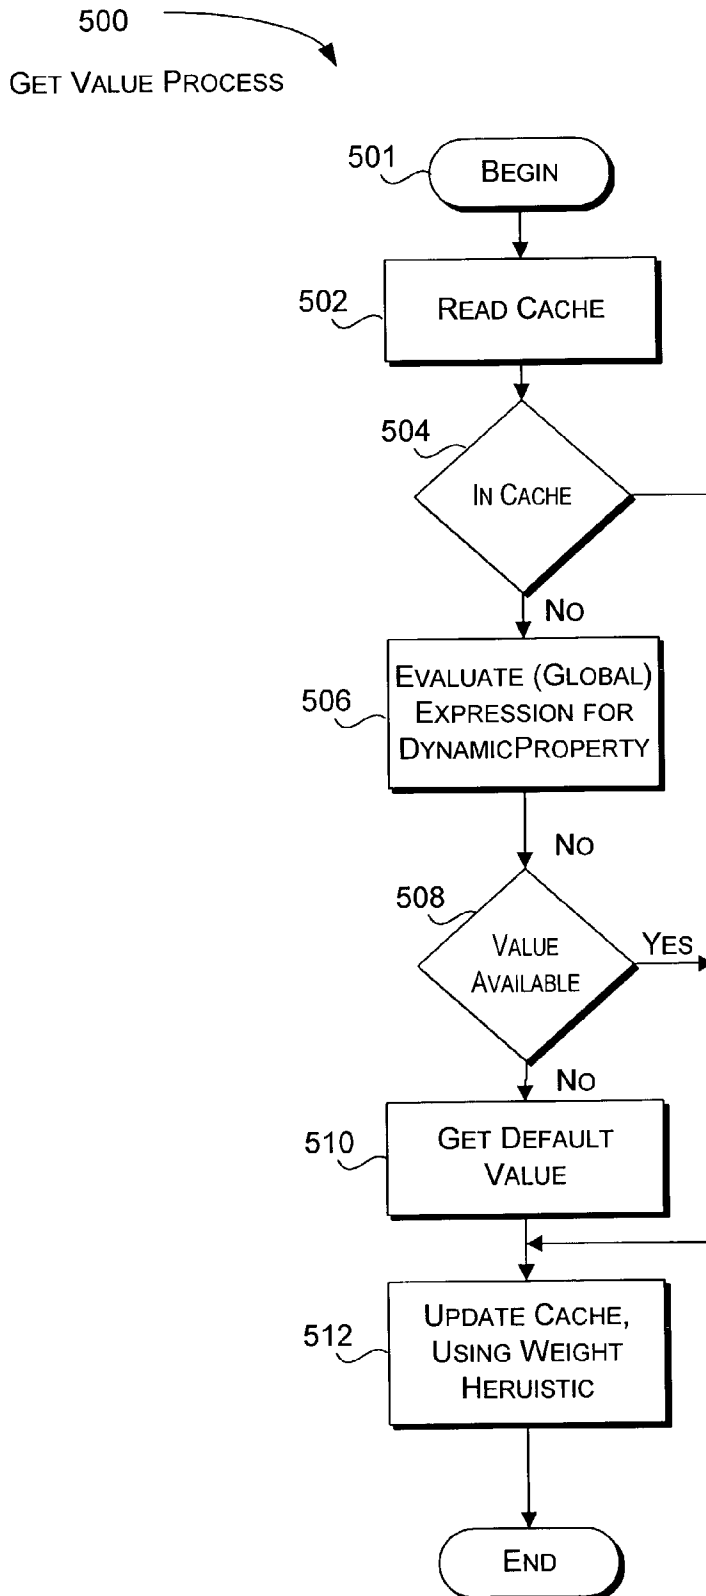 500
GET VALUE PROCESS
501
BEGIN
502
READ CACHE
504
IN CACHE
NO
506
EVALUATE (GLOBAL)
EXPRESSION FOR
DYNAMICPROPERTY
NO
508
VALUE
AVAILABLE
YES
NO
510
GET DEFAULT
VALUE
512
UPDATE CACHE,
USING WEIGHT
HERUISTIC
END